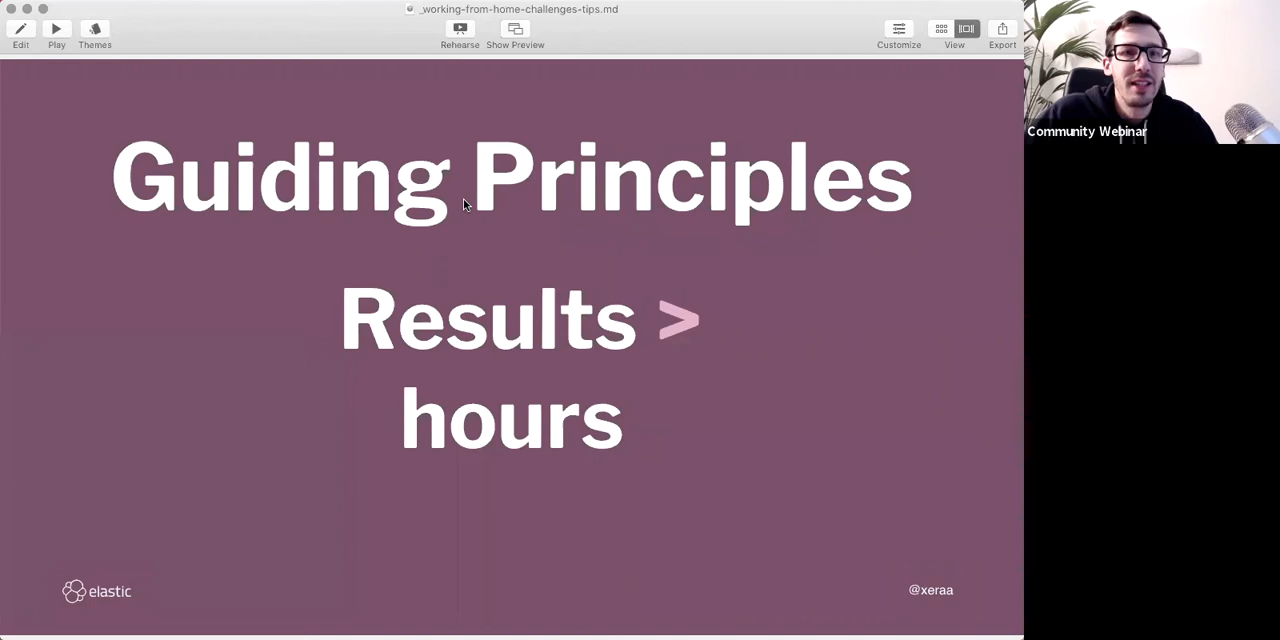 _working-from-home-challenges-tips.md
Edit
Play
Themes
Rehearse
Show Preview
Customize
View
Export
Community Webinar
Guiding Principles
Results >
hours
elastic
@xeraa